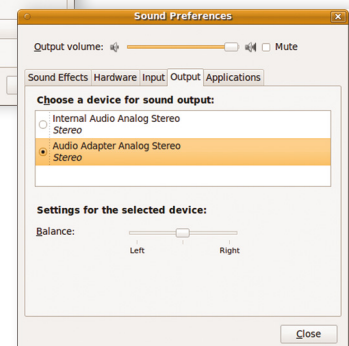 Sound Preferences
Output volume:
Mute
Sound Effects Hardware Input Output Applications
Choose a device for sound output:
Internal Audio Analog Stereo
Stereo
Audio Adapter Analog Stereo
Stereo
Settings for the selected device:
Balance:
Left Right
Close